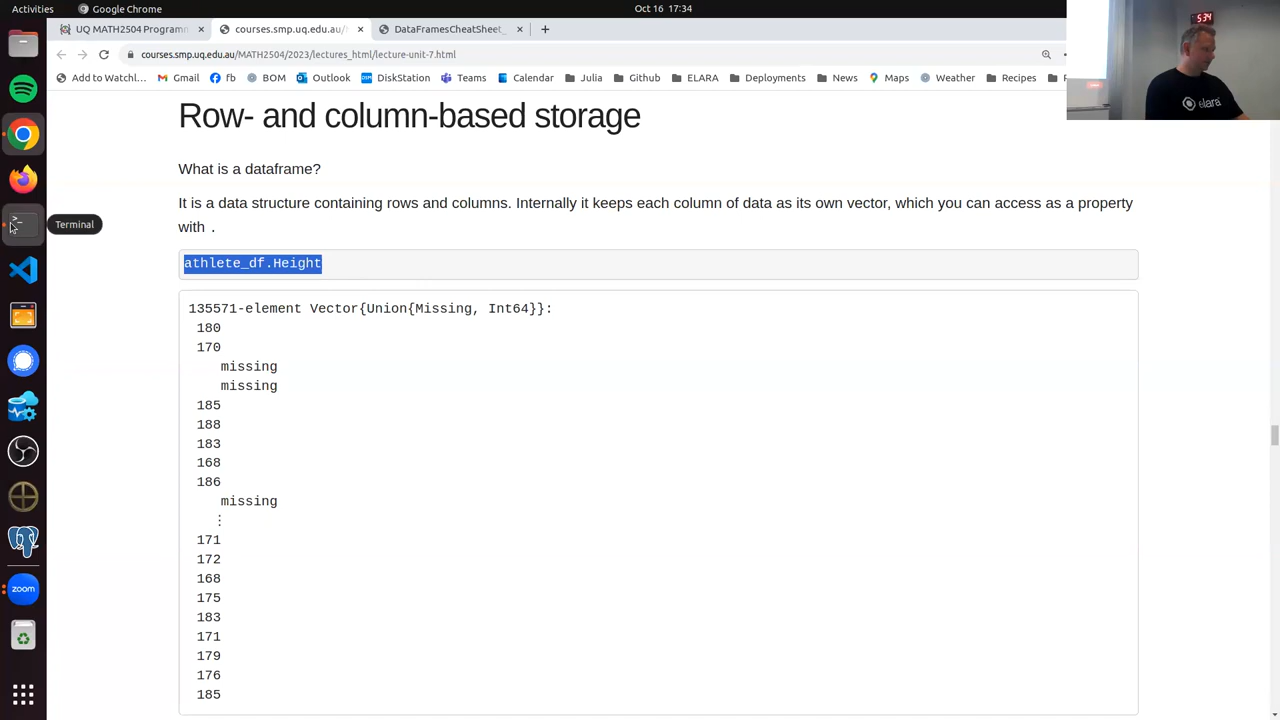 Activities
Google Chrome
Oct 16 17:34
UQ MATH2504 Programm
courses.smp.uq.edu.au/
DataFramesCheatSheet_
courses.smp.uq.edu.au/MATH2504/2023/lectures_html/lecture-unit-7.html
Add to Watchl…
Gmail
fb
BOM
Outlook
DiskStation
Teams
Calendar
Julia
Github
ELARA
Deployments
News
Maps
Weather
Recipes
5:34
elara
Row- and column-based storage
What is a dataframe?
It is a data structure containing rows and columns. Internally it keeps each column of data as its own vector, which you can access as a property
with .
Terminal
athlete_df.Height
135571-element Vector{Union{Missing, Int64}}:
180
170
missing
missing
185
188
183
168
186
missing
⋮
171
172
168
175
183
171
179
176
185
zoom